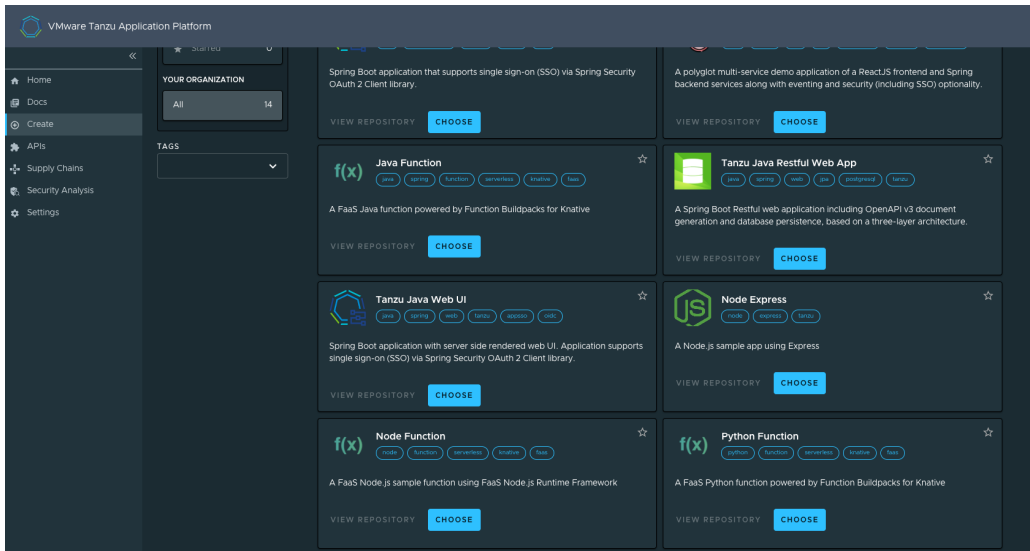 VMware Tanzu Application Platform
«
Home
Docs
Create
APIs
Supply Chains
Security Analysis
Settings
Starred 0
YOUR ORGANIZATION
All 14
TAGS
Spring Boot application that supports single sign-on (SSO) via Spring Security
OAuth 2 Client library.
VIEW REPOSITORY CHOOSE
A polyglot multi-service demo application of a ReactJS frontend and Spring
backend services along with eventing and security (including SSO) optionality.
VIEW REPOSITORY CHOOSE
f(x)
Java Function
java spring function serverless knative faas
A FaaS Java function powered by Function Buildpacks for Knative
VIEW REPOSITORY CHOOSE
Tanzu Java Restful Web App
java spring web jpa postgresql tanzu
A Spring Boot Restful web application including OpenAPI v3 document
generation and database persistence, based on a three-layer architecture.
VIEW REPOSITORY CHOOSE
Tanzu Java Web UI
java spring web tanzu appsso oidc
Spring Boot application with server side rendered web UI. Application supports
single sign-on (SSO) via Spring Security OAuth 2 Client library.
VIEW REPOSITORY CHOOSE
JS
Node Express
node express tanzu
A Node.js sample app using Express
VIEW REPOSITORY CHOOSE
f(x)
Node Function
node function serverless knative faas
A FaaS Node.js sample function using FaaS Node.js Runtime Framework
VIEW REPOSITORY CHOOSE
f(x)
Python Function
python function serverless knative faas
A FaaS Python function powered by Function Buildpacks for Knative
VIEW REPOSITORY CHOOSE